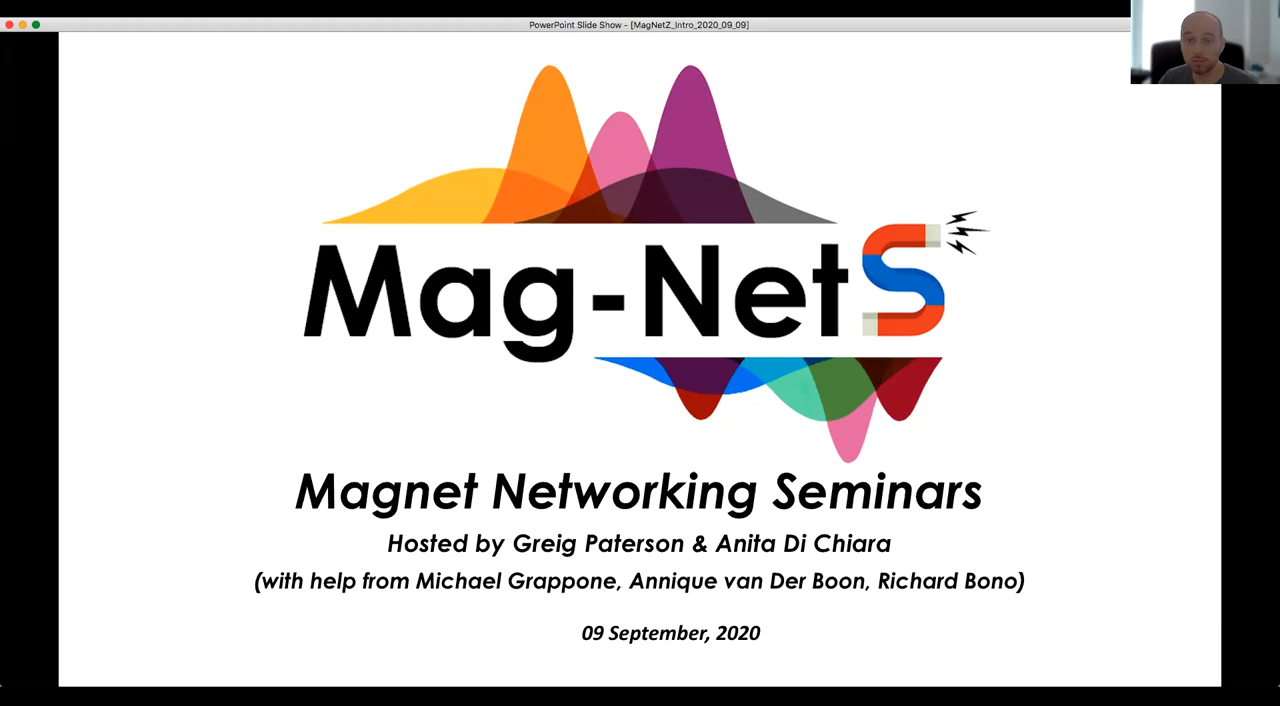 PowerPoint Slide Show - [MagNetZ_Intro_2020_09_09]
Mag-NetS
Magnet Networking Seminars
Hosted by Greig Paterson & Anita Di Chiara
(with help from Michael Grappone, Annique van Der Boon, Richard Bono)
09 September, 2020